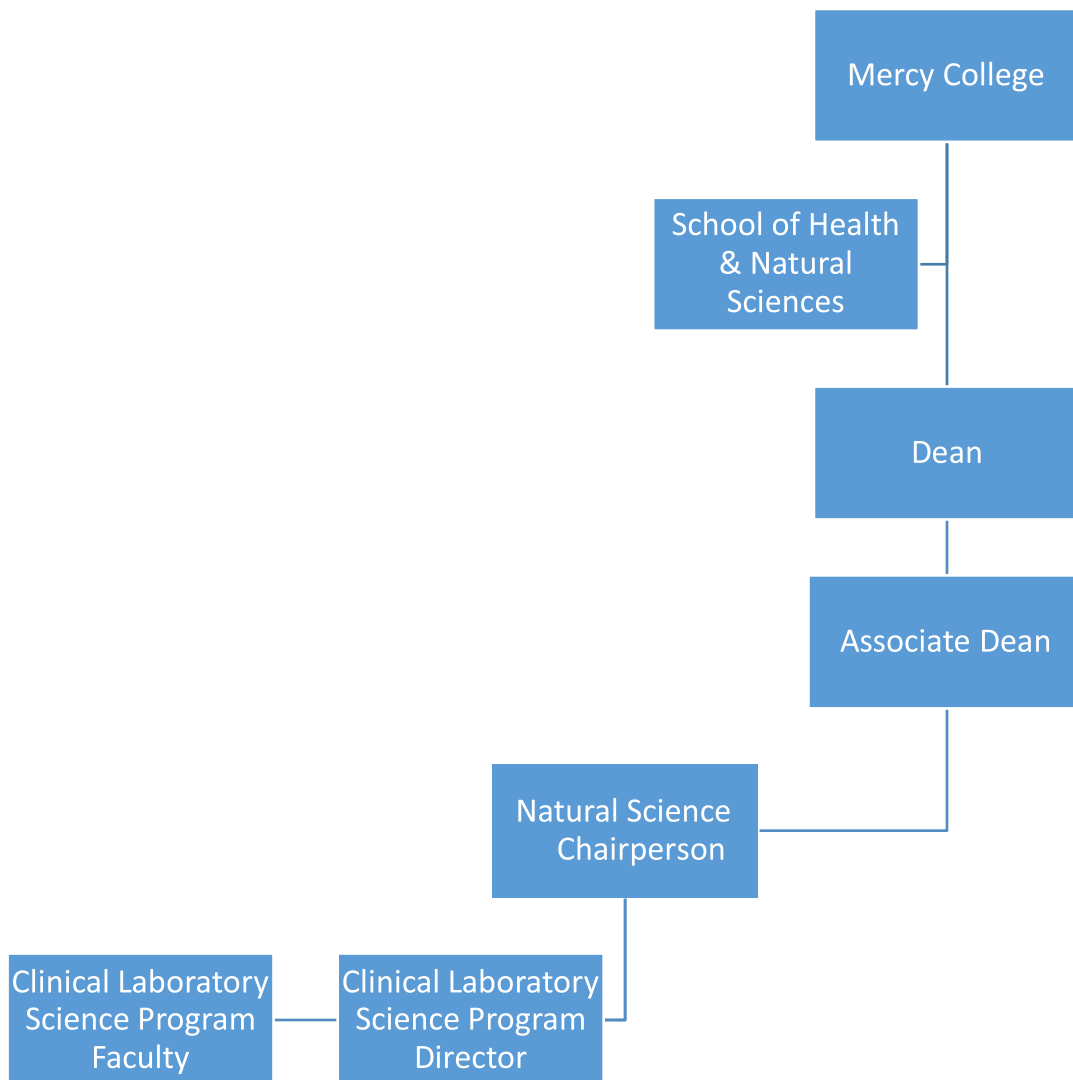 Mercy College
School of Health
& Natural
Sciences
Dean
Associate Dean
Natural Science
Chairperson
Clinical Laboratory
Science Program
Faculty
Clinical Laboratory
Science Program
Director